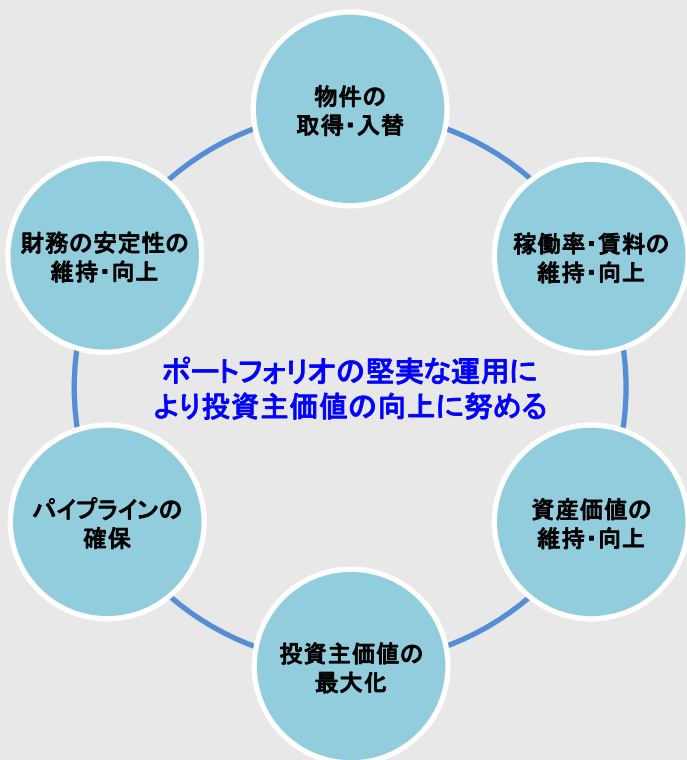 物件の
取得・入替
稼働率・賃料の
維持・向上
資産価値の
維持・向上
投資主価値の
最大化
パイプラインの
確保
財務の安定性の
維持・向上
ポートフォリオの堅実な運用に
より投資主価値の向上に努める